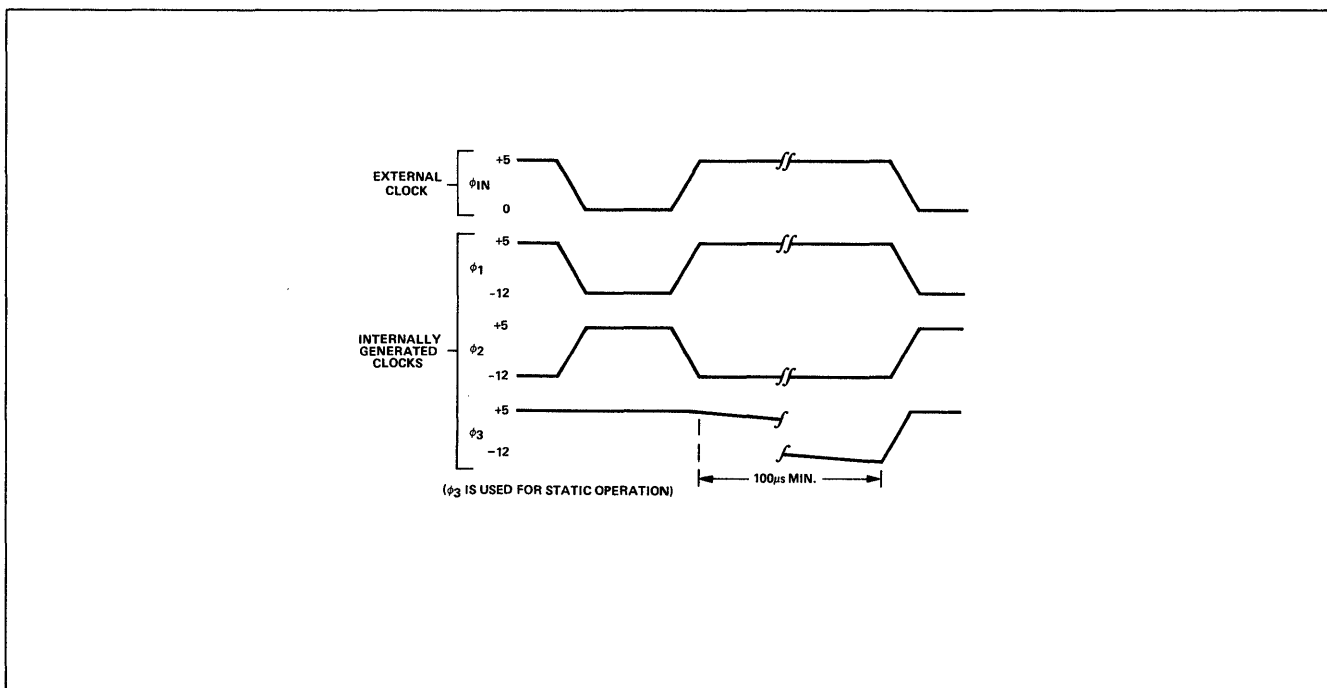 +5
EXTERNAL
CLOCK
φIN
0
+5
φ1
-12
INTERNALLY
GENERATED
CLOCKS
+5
φ2
-12
+5
φ3
-12
100μs MIN.
(φ3 IS USED FOR STATIC OPERATION)